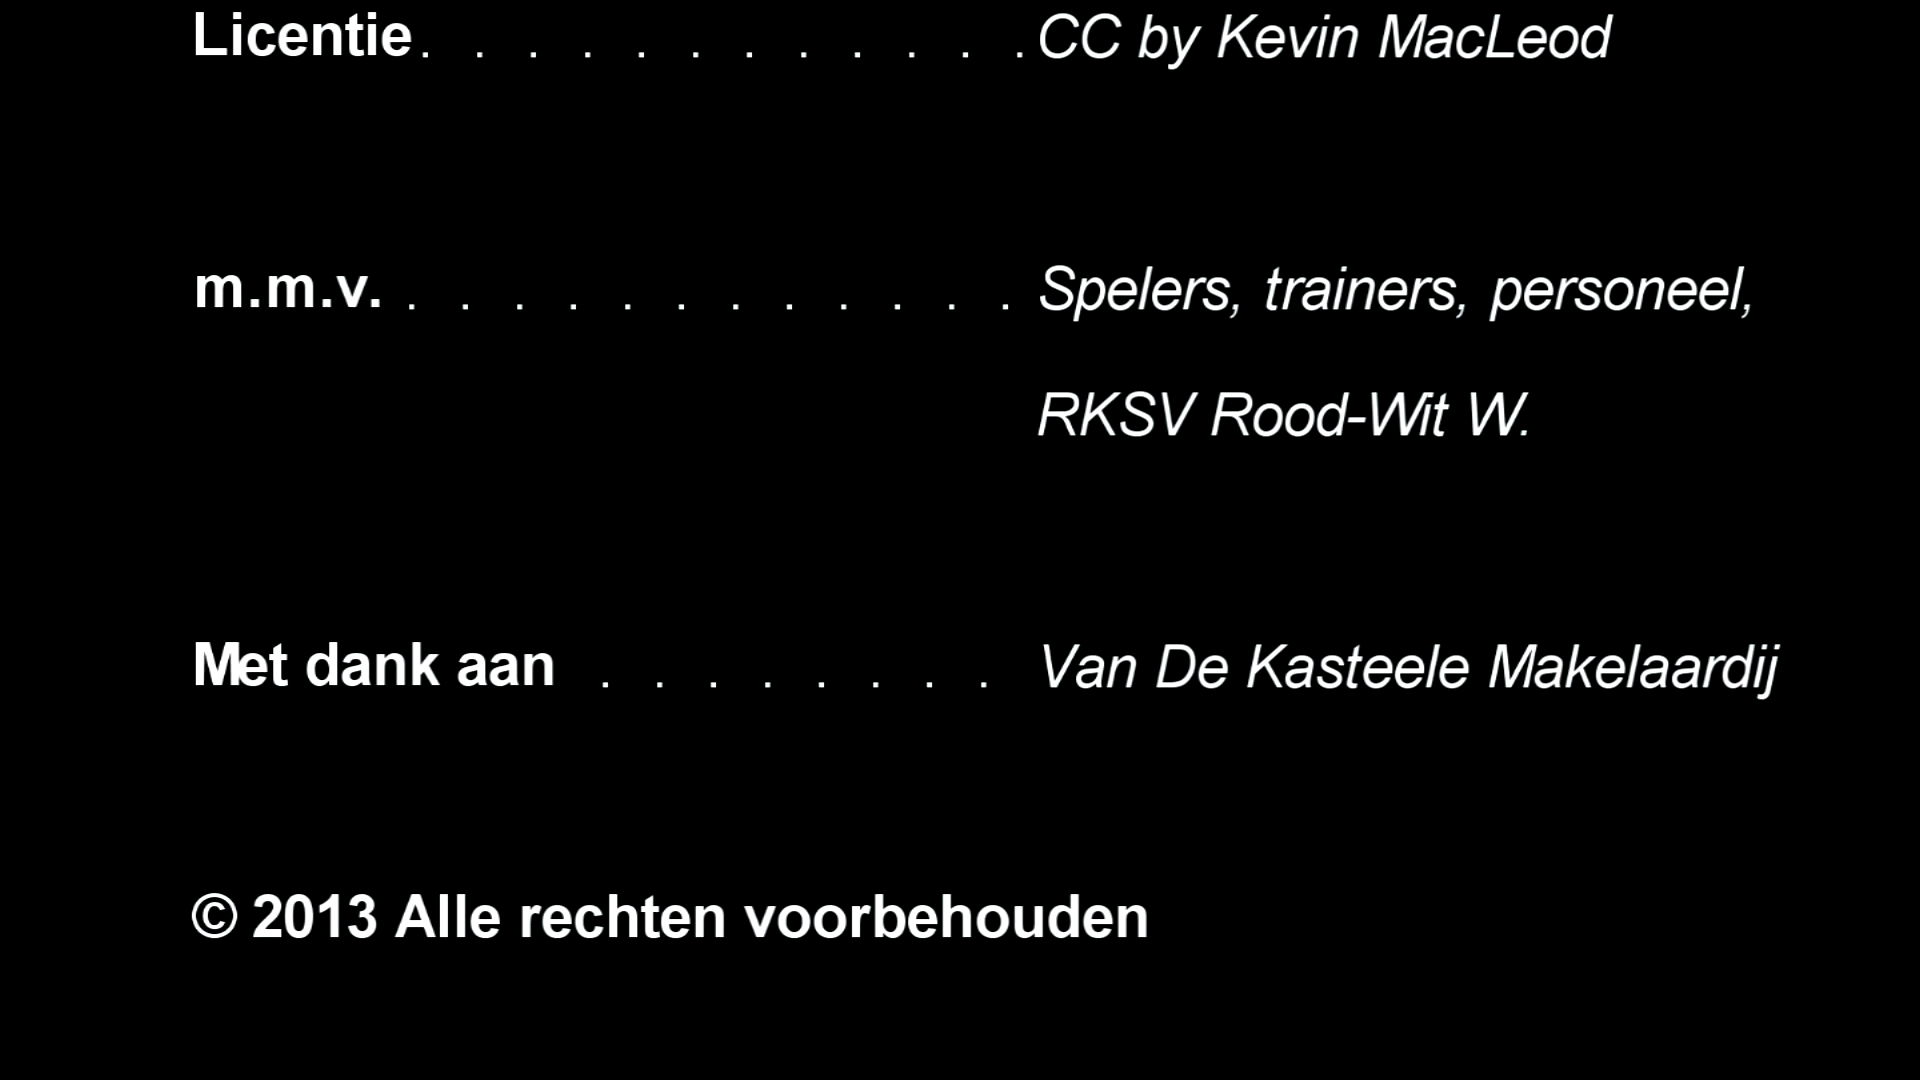 Licentie . . . . . . . . . . . . CC by Kevin MacLeod
m.m.v. . . . . . . . . . . . . Spelers, trainers, personeel,
RKSV Rood-Wit W.
Met dank aan . . . . . . . . Van De Kasteele Makelaardij
© 2013 Alle rechten voorbehouden